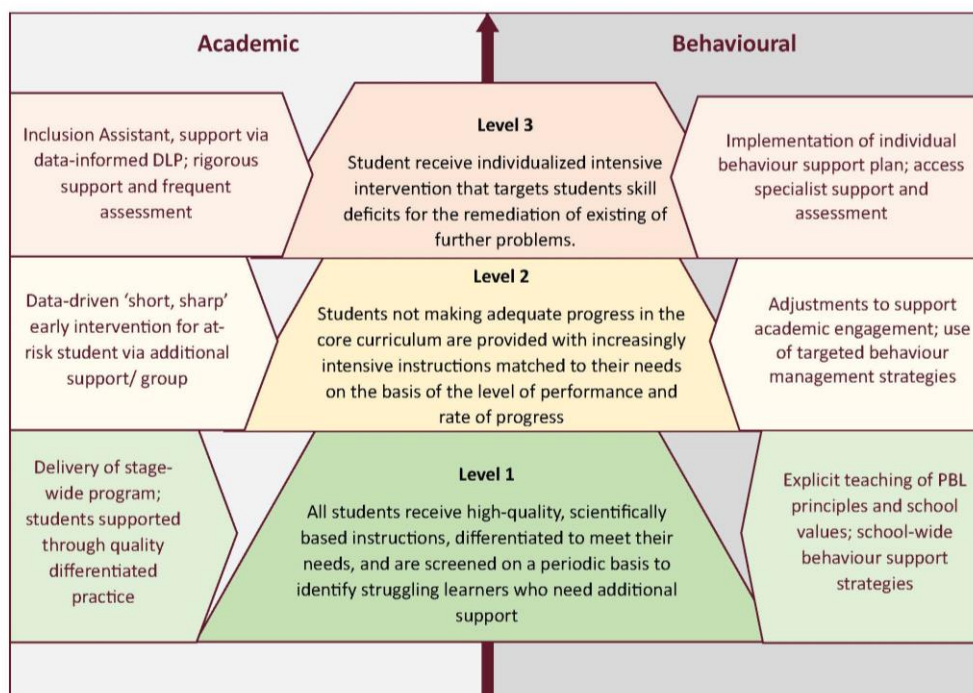 Academic
Behavioural
Inclusion Assistant, support via
data-informed DLP; rigorous
support and frequent
assessment
Level 3
Student receive individualized intensive
intervention that targets students skill
deficits for the remediation of existing of
further problems.
Implementation of individual
behaviour support plan; access
specialist support and
assessment
Data-driven ‘short, sharp’
early intervention for at-
risk student via additional
support/ group
Level 2
Students not making adequate progress in the
core curriculum are provided with increasingly
intensive instructions matched to their needs
on the basis of the level of performance and
rate of progress
Adjustments to support
academic engagement; use
of targeted behaviour
management strategies
Delivery of stage-
wide program;
students supported
through quality
differentiated
practice
Level 1
All students receive high-quality, scientifically
based instructions, differentiated to meet their
needs, and are screened on a periodic basis to
identify struggling learners who need additional
support
Explicit teaching of PBL
principles and school
values; school-wide
behaviour support
strategies